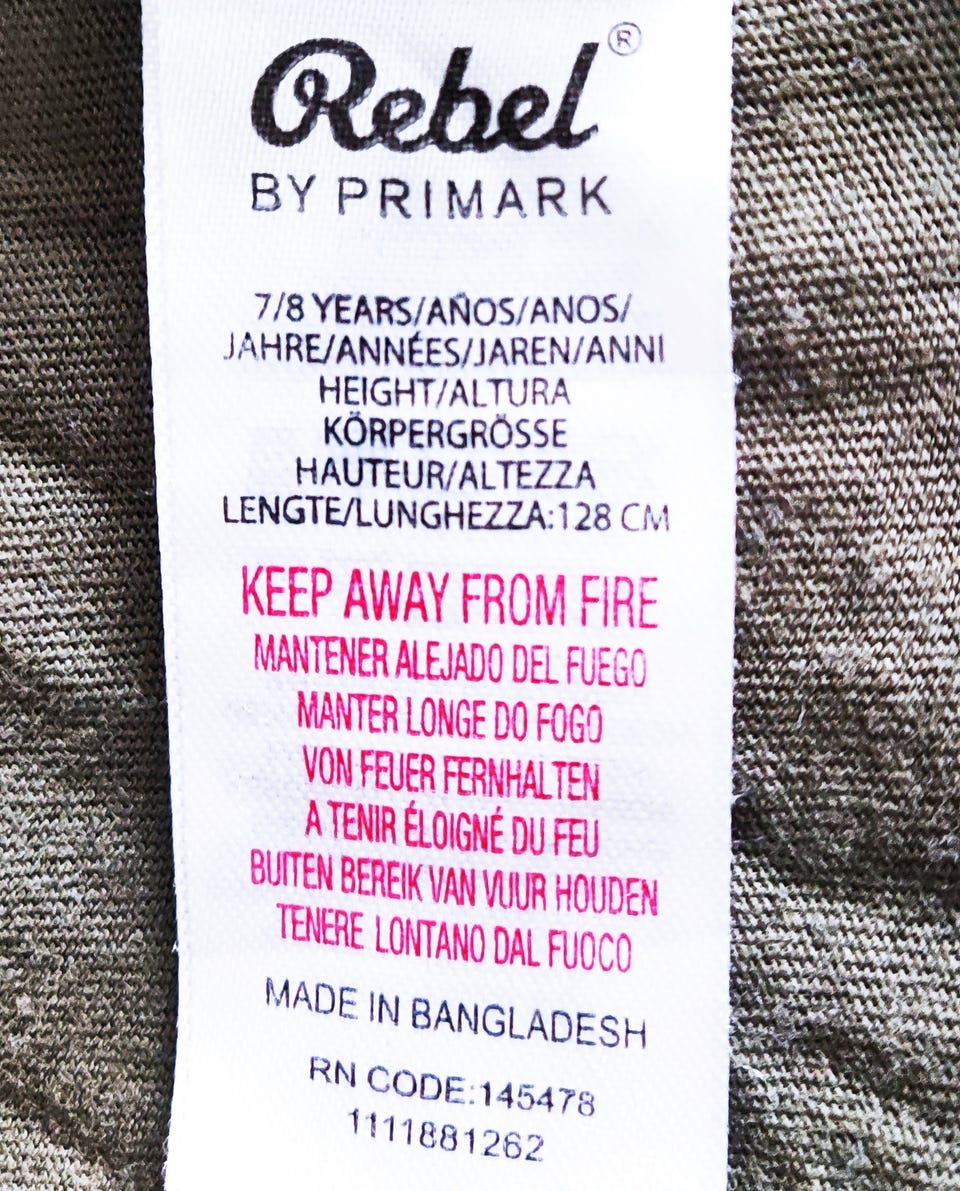 Rebel®
BY PRIMARK
7/8 YEARS/AÑOS/ANOS/
JAHRE/ANNÉES/JAREN/ANNI
HEIGHT/ALTURA
KÖRPERGRÖSSE
HAUTEUR/ALTEZZA
LENGTE/LUNGHEZZA:128 CM
KEEP AWAY FROM FIRE
MANTENER ALEJADO DEL FUEGO
MANTER LONGE DO FOGO
VON FEUER FERNHALTEN
A TENIR ÉLOIGNÉ DU FEU
BUITEN BEREIK VAN VUUR HOUDEN
TENERE LONTANO DAL FUOCO
MADE IN BANGLADESH
RN CODE:145478
1111881262